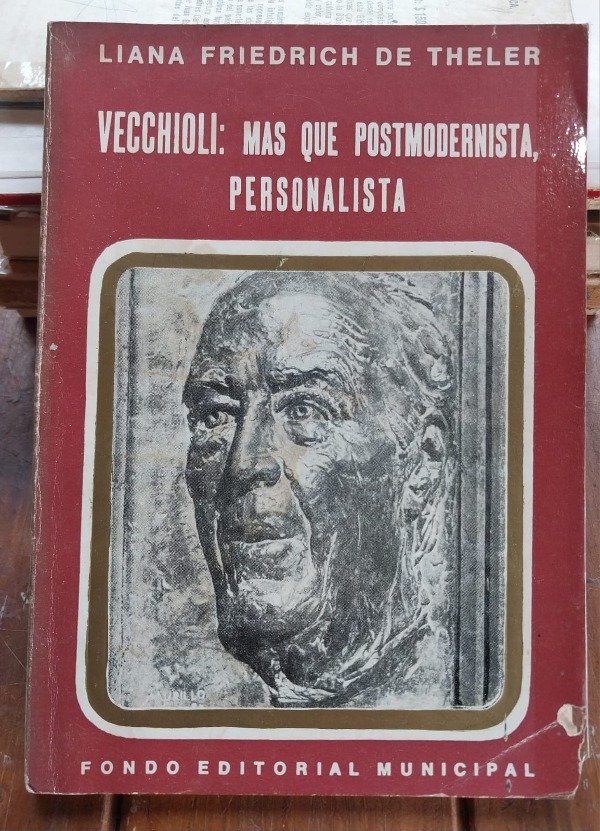 LIANA FRIEDRICH DE THELER
VECCHIOLI: MAS QUE POSTMODERNISTA,
PERSONALISTA
FONDO EDITORIAL MUNICIPAL